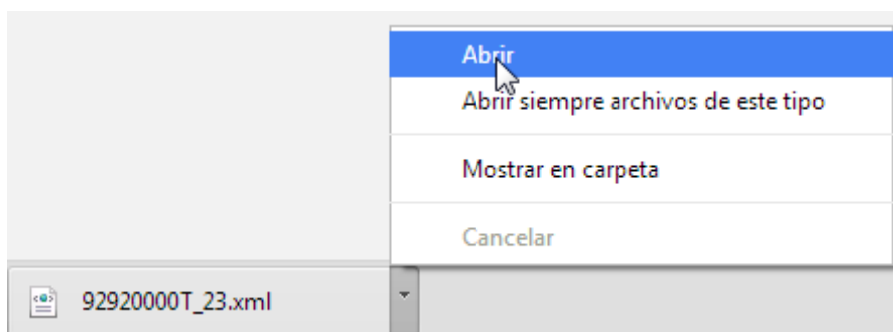 Abrir
Abrir siempre archivos de este tipo
Mostrar en carpeta
Cancelar
92920000T_23.xml